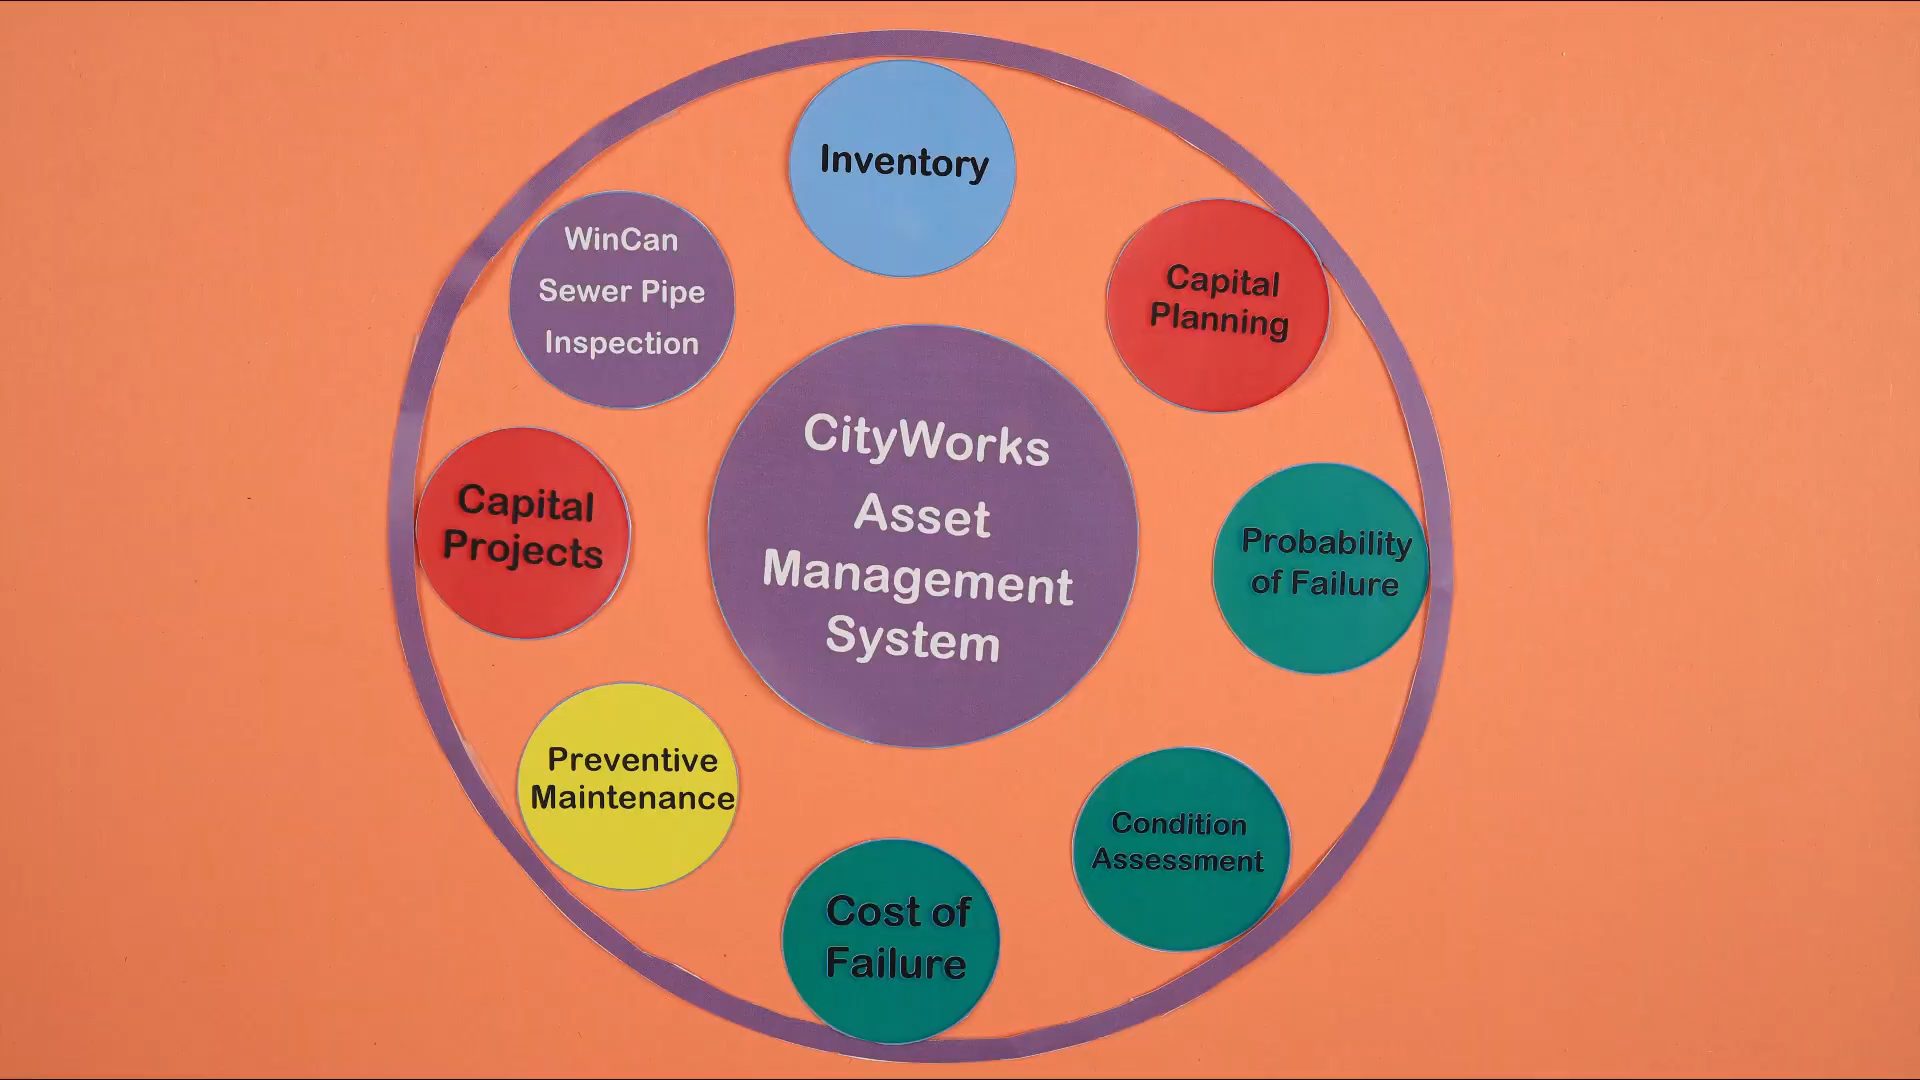 Inventory
WinCan
Sewer Pipe
Inspection
Capital
Planning
CityWorks
Asset
Management
System
Capital
Projects
Probability
of Failure
Preventive
Maintenance
Condition
Assessment
Cost of
Failure